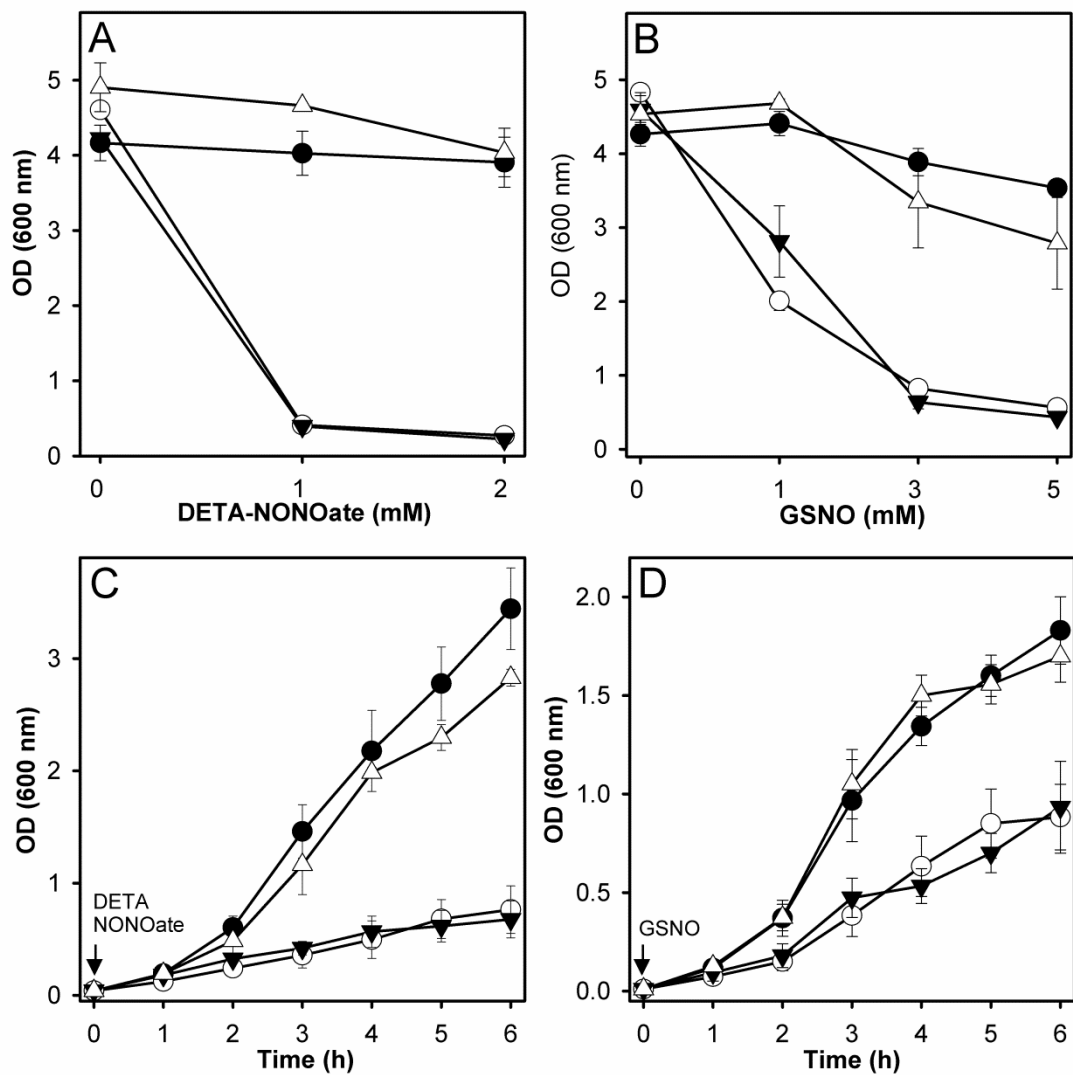 A
OD (600 nm)
5
4
3
2
1
0
0 1 2
DETA-NONOate (mM)
B
OD (600 nm)
5
4
3
2
1
0
0 1 3 5
GSNO (mM)
C
OD (600 nm)
3
2
1
0
DETA
NONOate
0 1 2 3 4 5 6
Time (h)
D
OD (600 nm)
2.0
1.5
1.0
0.5
0.0
GSNO
0 1 2 3 4 5 6
Time (h)